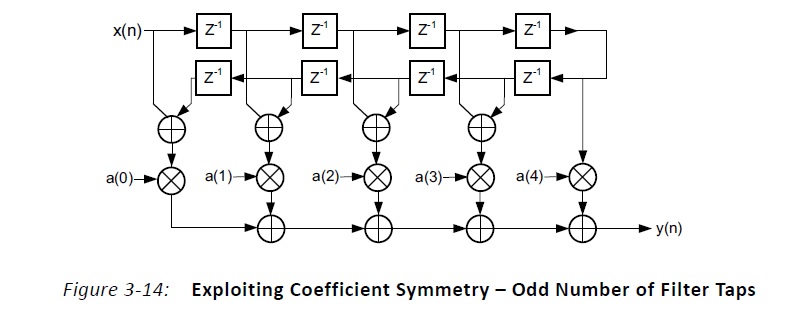 x(n) Z-1 Z-1 Z-1 Z-1
Z-1 Z-1 Z-1 Z-1
a(0) a(1) a(2) a(3) a(4)
y(n)
Figure 3-14: Exploiting Coefficient Symmetry – Odd Number of Filter Taps